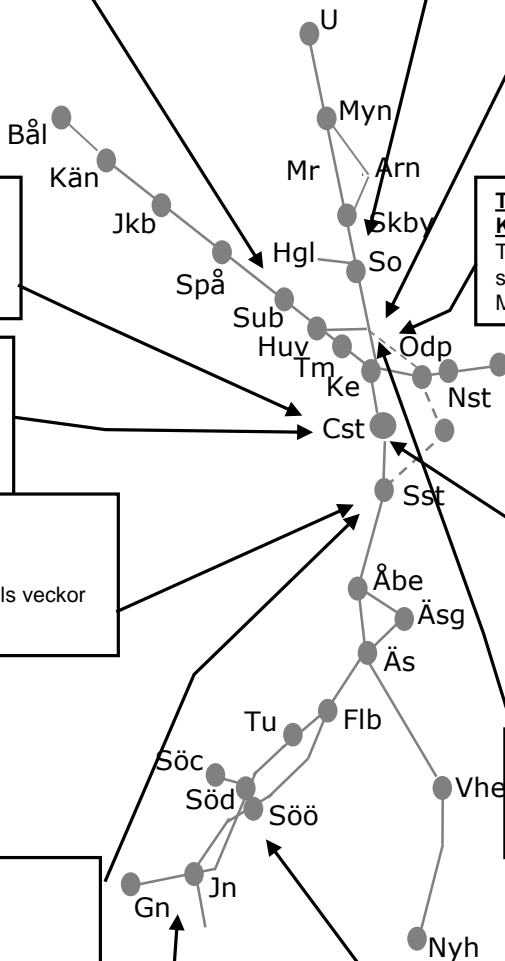 U
Myn
Bål
Mr
Arn
Kän
Skby
Jkb
T
K
T
s
M
Hgl
So
Spå
Sub
Huv
Odp
Tm
Ke
Nst
Cst
Sst
Åbe
ls veckor
Äsg
Äs
Tu
Flb
Söc
Söd
Vhe
Söö
Jn
Gn
Nyh